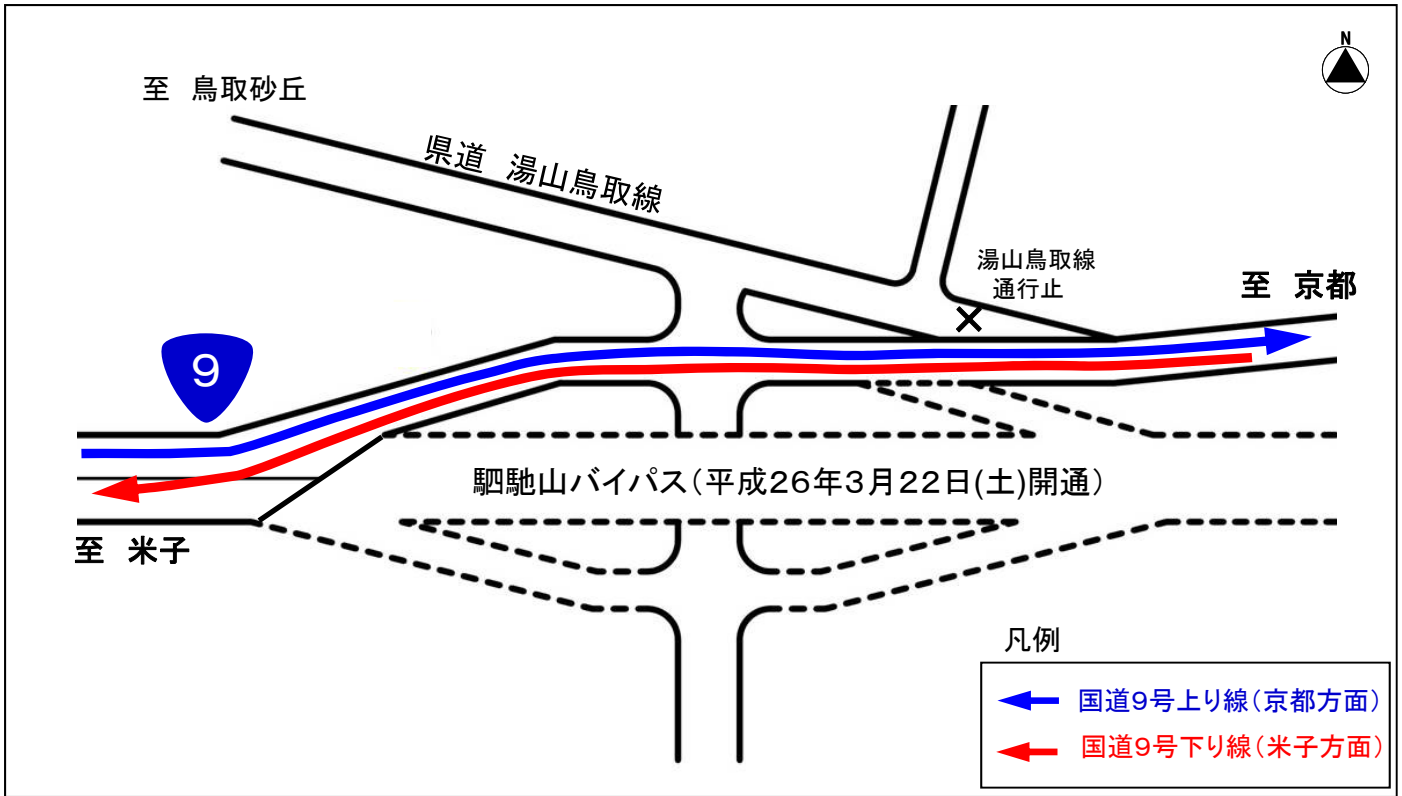 N
至 鳥取砂丘
県道 湯山鳥取線
湯山鳥取線
通行止
至 京都
9
駟馳山バイパス(平成26年3月22日(土)開通)
至 米子
凡例
国道9号上り線(京都方面)
国道9号下り線(米子方面)